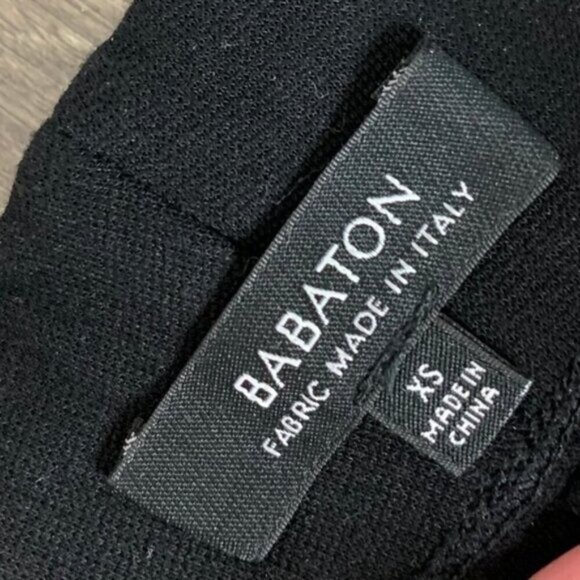 BABATON
FABRIC MADE IN ITALY
XS
MADE IN
CHINA